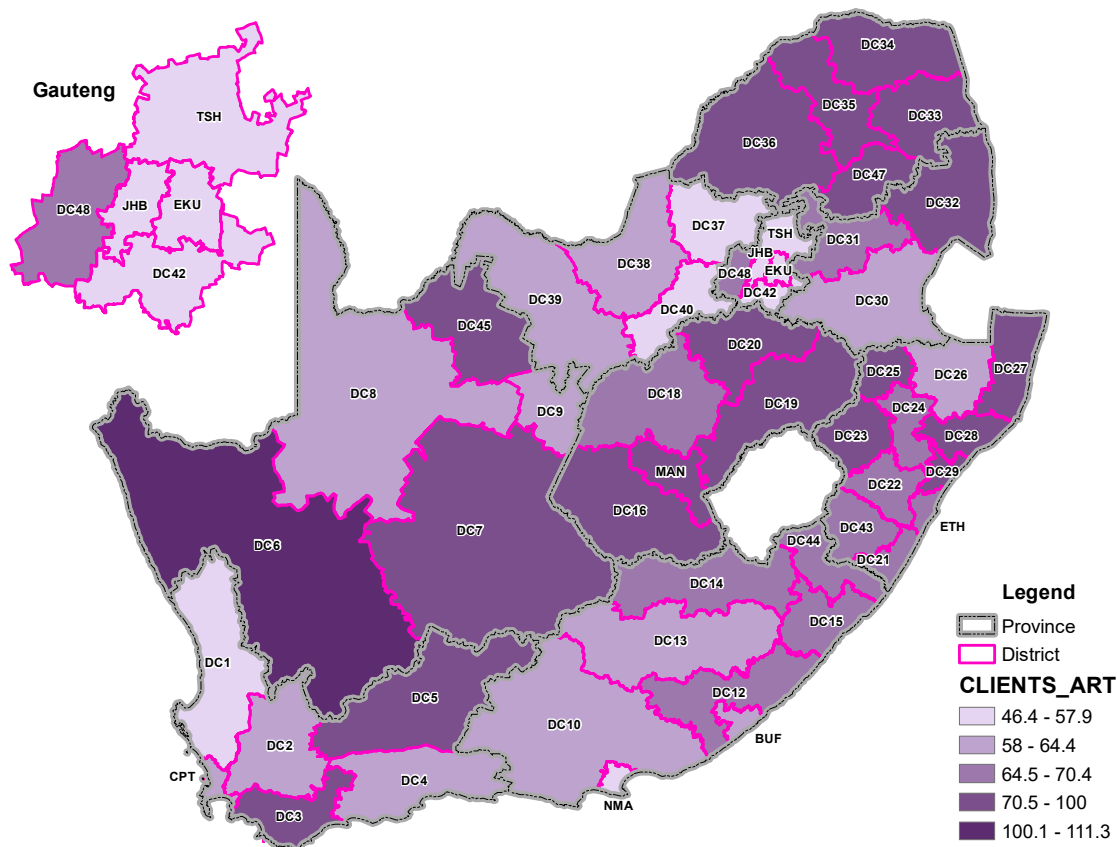 Gauteng
TSH
DC48
JHB
EKU
DC42
DC34
DC35
DC33
DC36
DC47
DC32
DC37
TSH
DC31
JHB
DC38
DC48
EKU
DC42
DC39
DC30
DC40
DC45
DC20
DC25
DC27
DC26
DC8
DC9
DC18
DC19
DC24
DC23
DC28
MAN
DC29
DC22
DC16
ETH
DC7
DC43
DC6
DC44
DC21
DC14
DC15
DC13
DC1
DC12
DC5
DC10
BUF
DC2
CPT
DC4
NMA
DC3
Legend
Province
District
CLIENTS_ART
46.4 - 57.9
58 - 64.4
64.5 - 70.4
70.5 - 100
100.1 - 111.3